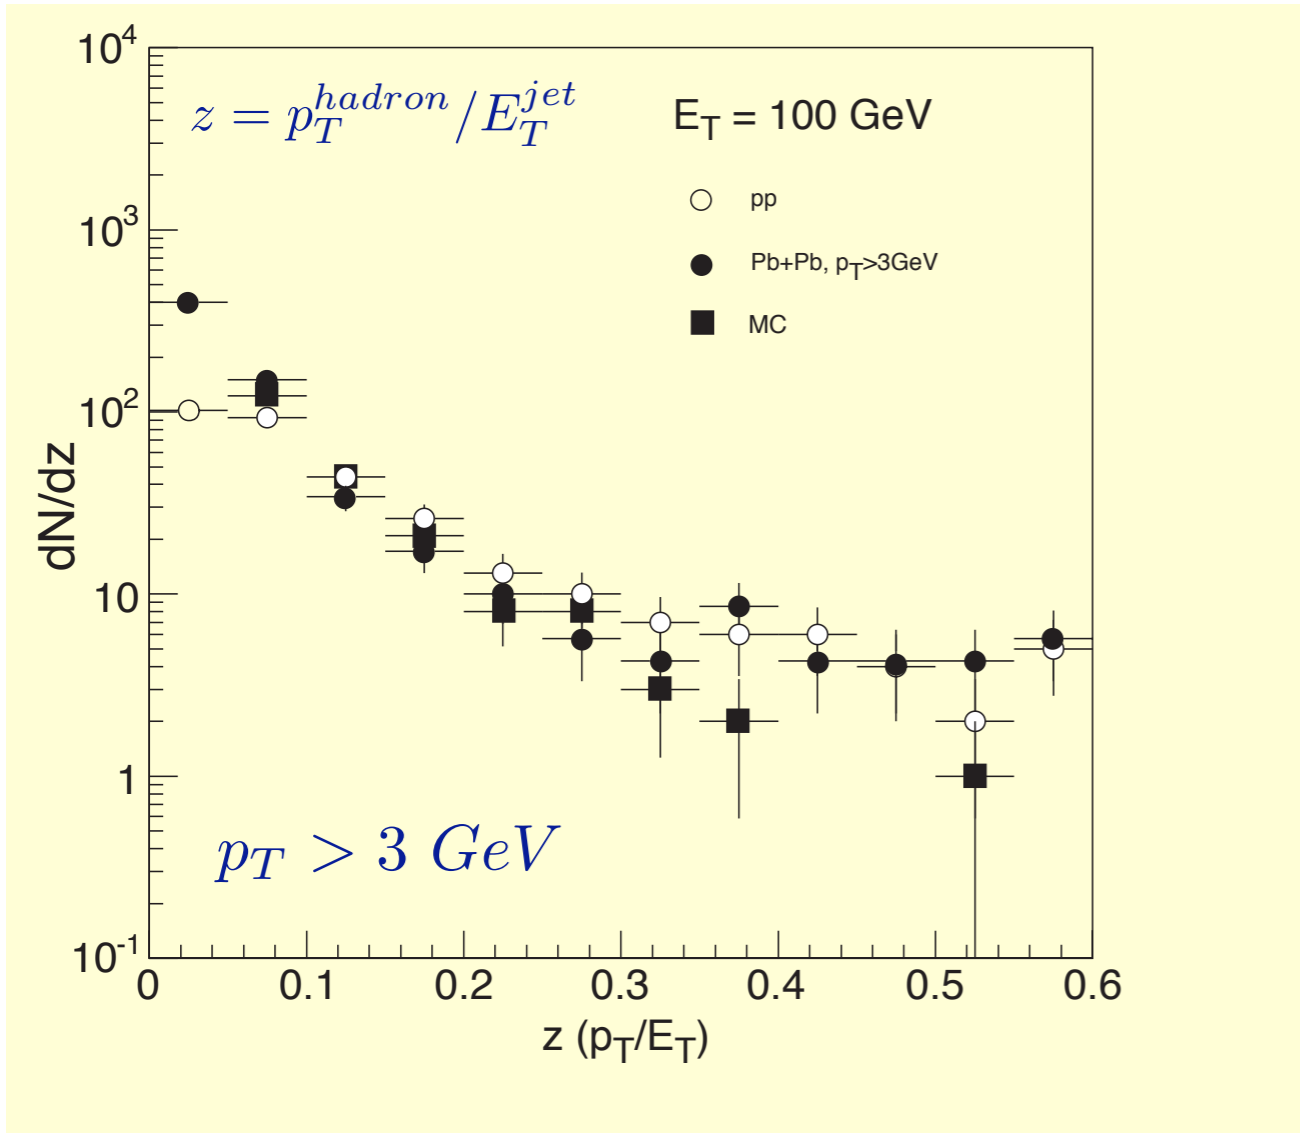 10^4
z = p_T^{hadron}/E_T^{jet}
E_T = 100 GeV
pp
10^3
Pb+Pb, p_T>3GeV
MC
10^2
dN/dz
10
1
p_T > 3 GeV
10^-1
0 0.1 0.2 0.3 0.4 0.5 0.6
z (p_T/E_T)